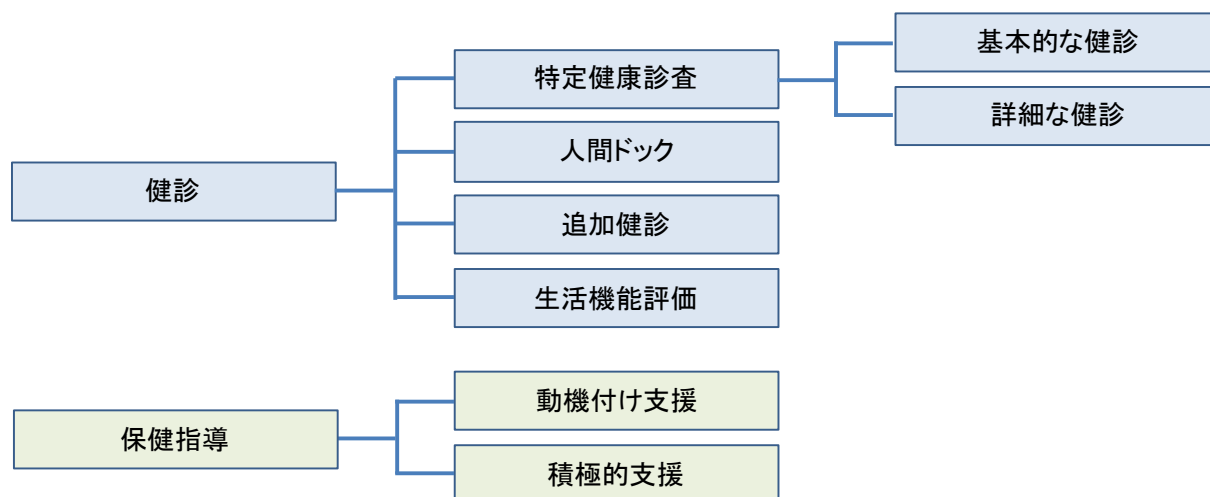 健診
特定健康診査
基本的な健診
詳細な健診
人間ドック
追加健診
生活機能評価
保健指導
動機付け支援
積極的支援